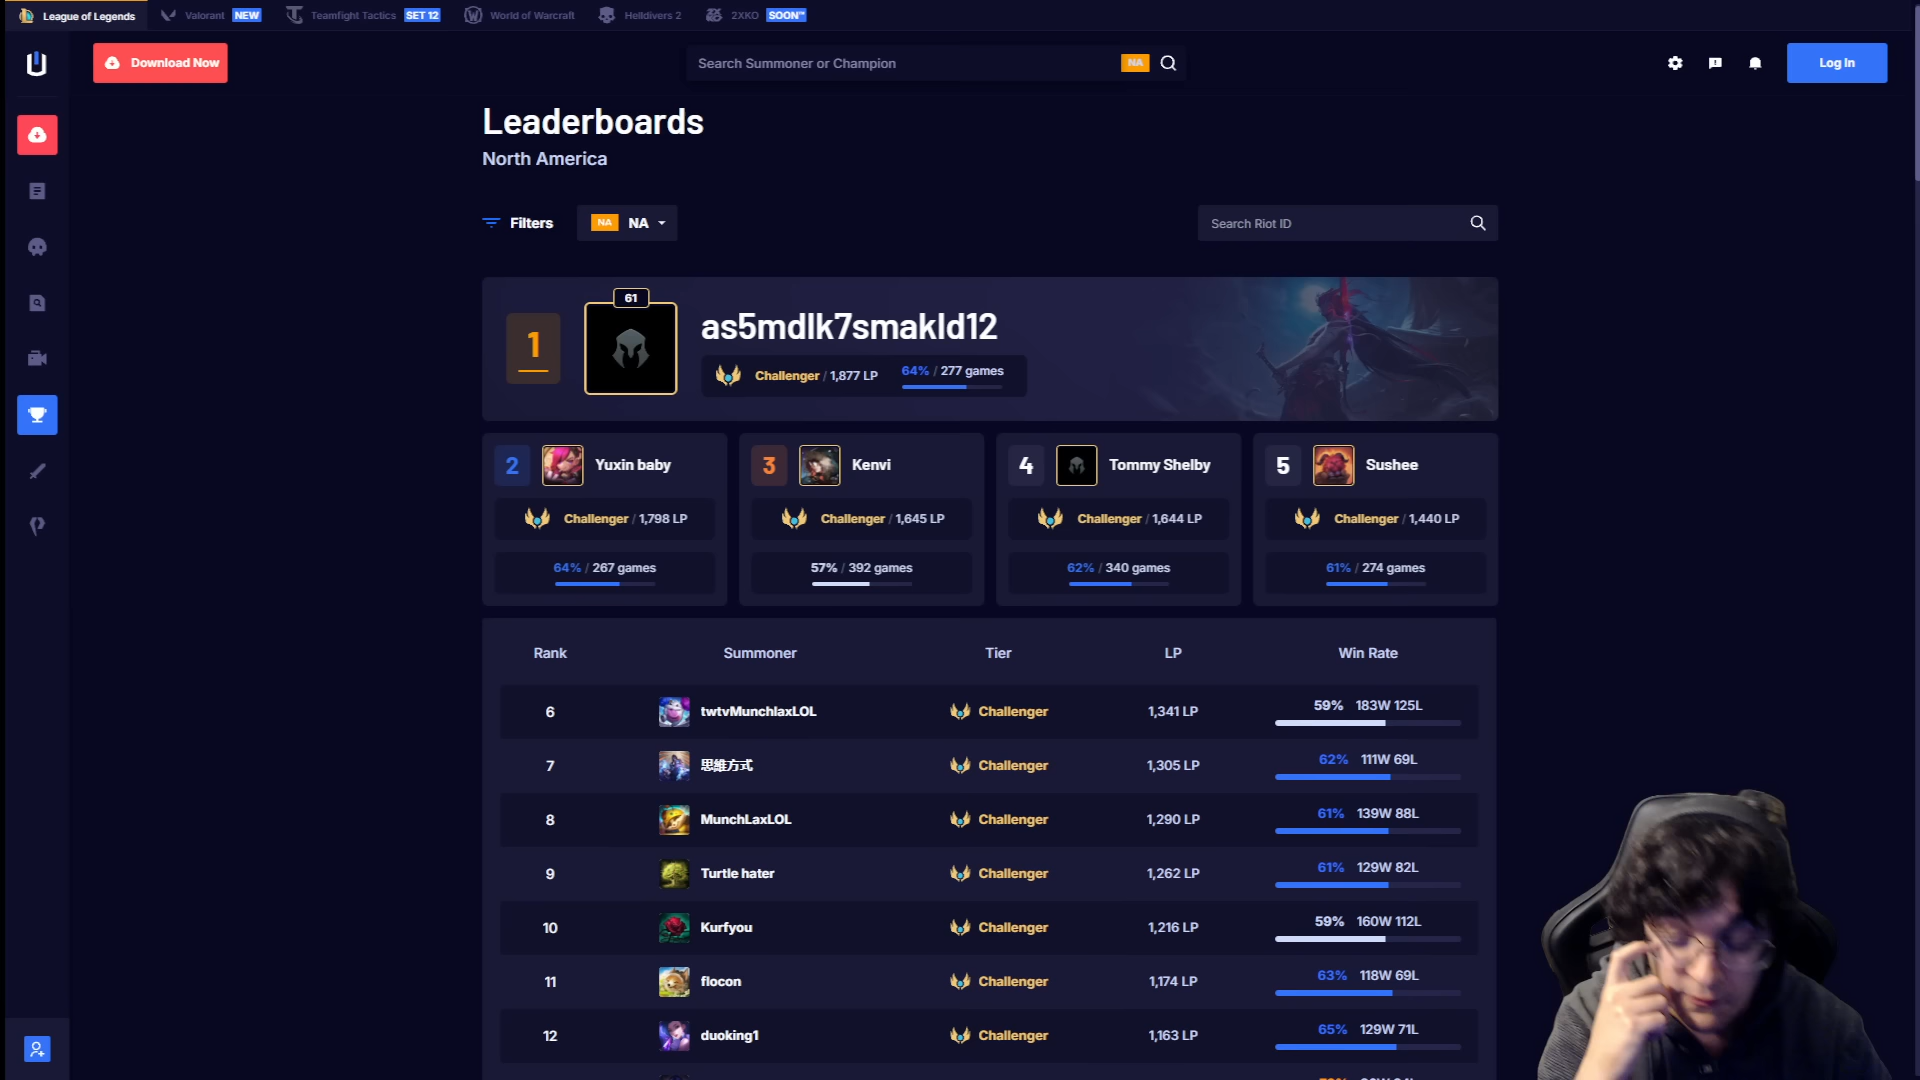 League of Legends
Valorant NEW
Teamfight Tactics SET 12
World of Warcraft
Helldivers 2
2XKO SOON™
Download Now
Search Summoner or Champion
NA
Log In
Leaderboards
North America
Filters
NA NA
Search Riot ID
61
1
as5mdlk7smakld12
Challenger / 1,877 LP
64% / 277 games
2 Yuxin baby
Challenger / 1,798 LP
64% / 267 games
3 Kenvi
Challenger / 1,645 LP
57% / 392 games
4 Tommy Shelby
Challenger / 1,644 LP
62% / 340 games
5 Sushee
Challenger / 1,440 LP
61% / 274 games
Rank Summoner Tier LP Win Rate
6 twtvMunchlaxLOL Challenger 1,341 LP 59% 183W 125L
7 思維方式 Challenger 1,305 LP 62% 111W 69L
8 MunchLaxLOL Challenger 1,290 LP 61% 139W 88L
9 Turtle hater Challenger 1,262 LP 61% 129W 82L
10 Kurfyou Challenger 1,216 LP 59% 160W 112L
11 flocon Challenger 1,174 LP 63% 118W 69L
12 duoking1 Challenger 1,163 LP 65% 129W 71L